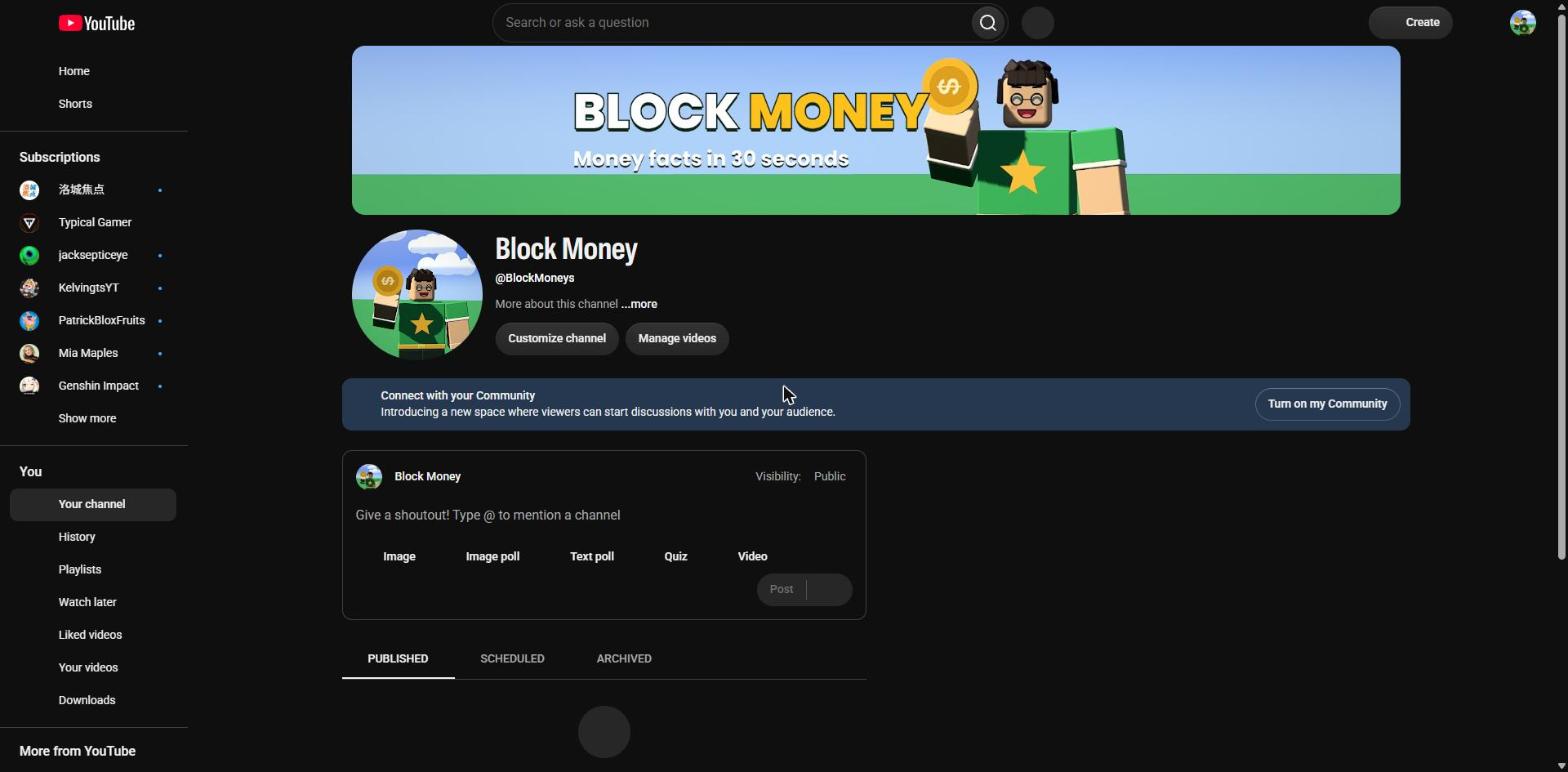 YouTube
Search or ask a question
Create
Home
Shorts
Subscriptions
洛城焦点
Typical Gamer
jacksepticeye
KelvingtsYT
PatrickBloxFruits
Mia Maples
Genshin Impact
Show more
You
Your channel
History
Playlists
Watch later
Liked videos
Your videos
Downloads
More from YouTube
BLOCK MONEY
Money facts in 30 seconds
Block Money
@BlockMoneys
More about this channel ...more
Customize channel
Manage videos
Connect with your Community
Introducing a new space where viewers can start discussions with you and your audience.
Turn on my Community
Block Money
Visibility: Public
Give a shoutout! Type @ to mention a channel
Image
Image poll
Text poll
Quiz
Video
Post
PUBLISHED
SCHEDULED
ARCHIVED